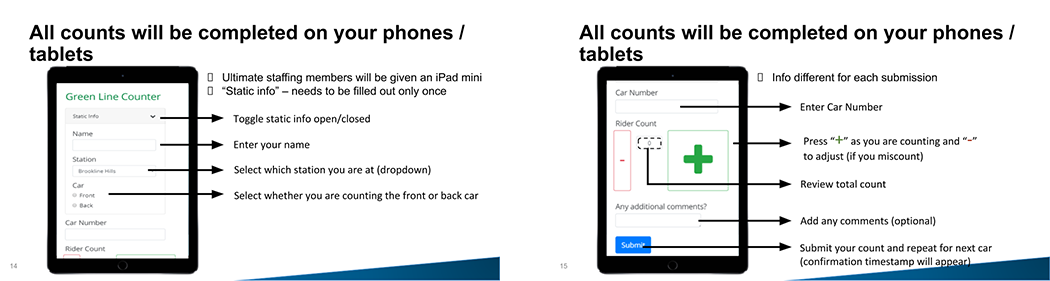 All counts will be completed on your phones /
tablets
Ultimate staffing members will be given an iPad mini
“Static info” – needs to be filled out only once
Green Line Counter
Static Info
Toggle static info open/closed
Name
Enter your name
Station
Brookline Hills
Select which station you are at (dropdown)
Car
Front
Back
Select whether you are counting the front or back car
Car Number
Rider Count
14
All counts will be completed on your phones /
tablets
Info different for each submission
Car Number
Enter Car Number
Rider Count
-
0
+
Press “+” as you are counting and “-”
to adjust (if you miscount)
Review total count
Any additional comments?
Add any comments (optional)
Submit
Submit your count and repeat for next car
(confirmation timestamp will appear)
15